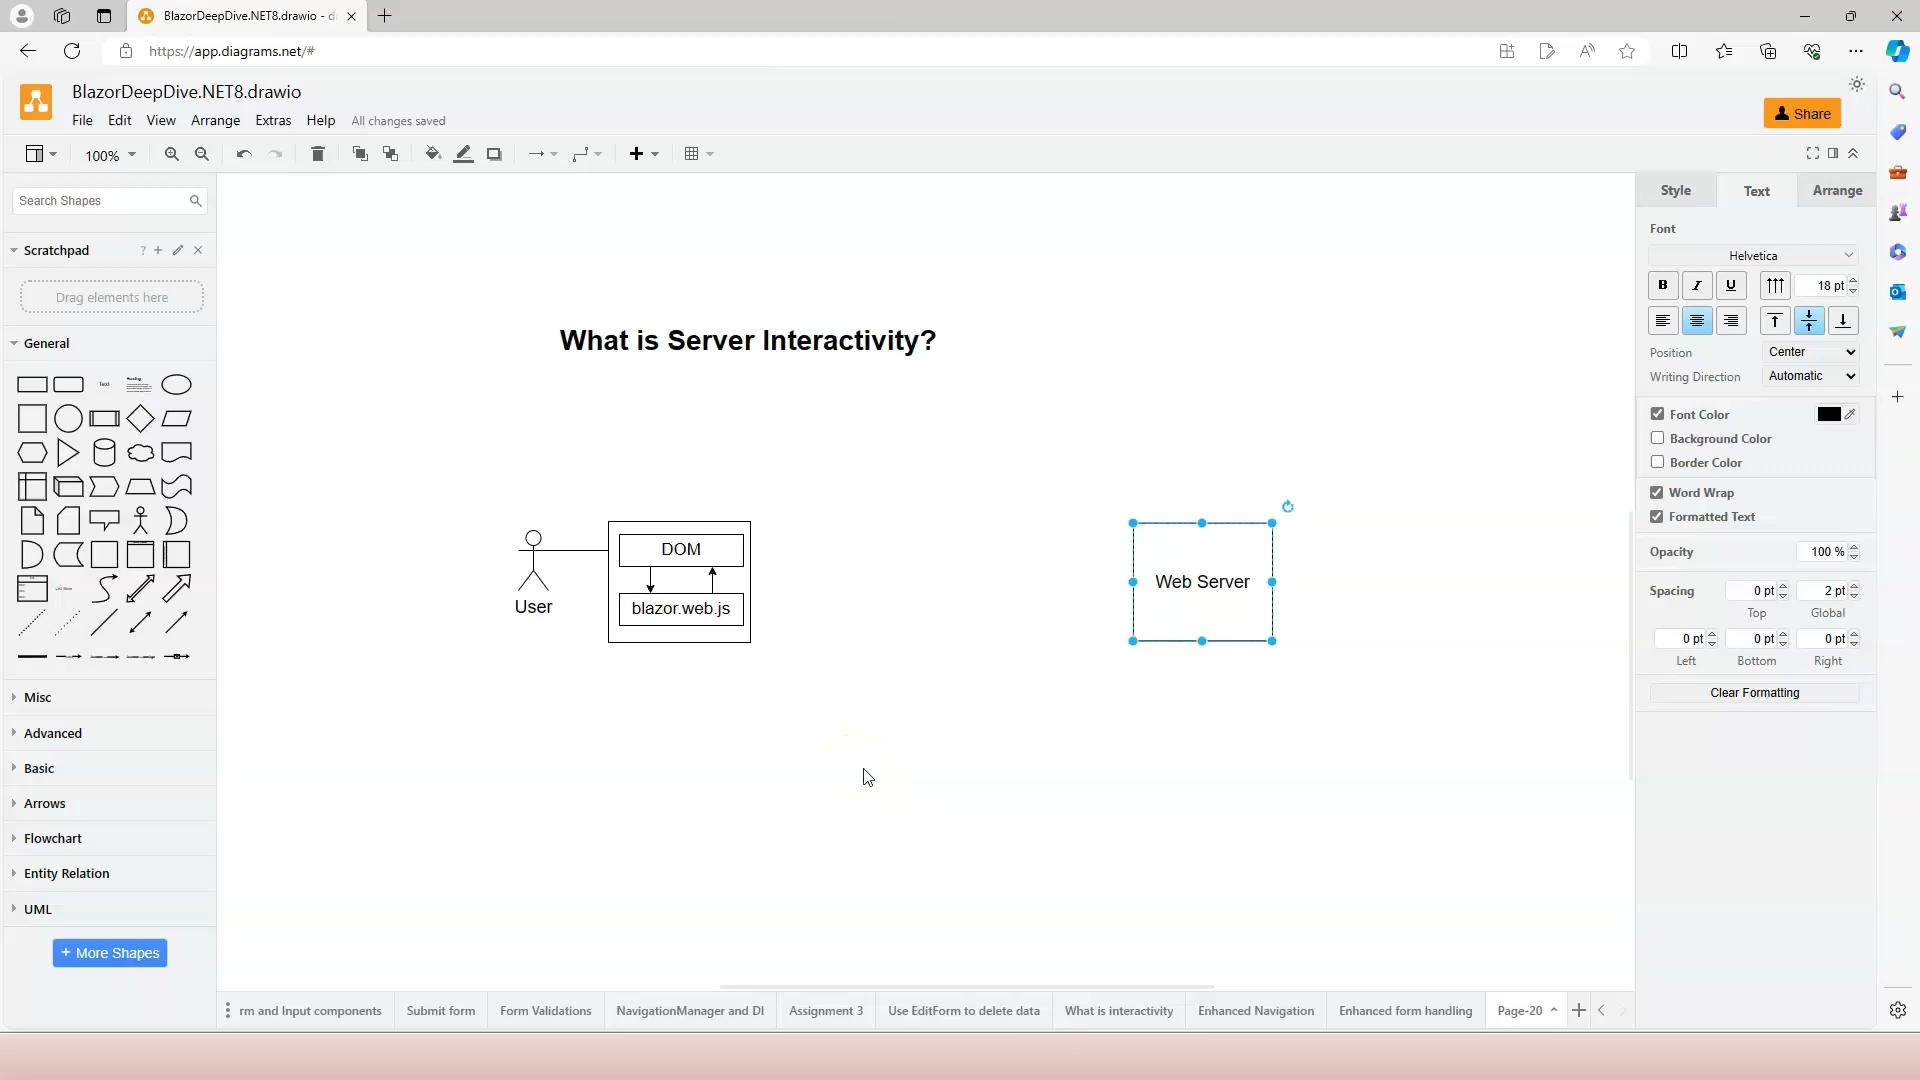 BlazorDeepDive.NET8.drawio - d
https://app.diagrams.net/#
BlazorDeepDive.NET8.drawio
File Edit View Arrange Extras Help All changes saved
Share
100%
Search Shapes
Scratchpad
?
Drag elements here
General
Text
Heading
List Item
Misc
Advanced
Basic
Arrows
Flowchart
Entity Relation
UML
+ More Shapes
What is Server Interactivity?
User
DOM
blazor.web.js
Web Server
Style Text Arrange
Font
Helvetica
B I U 18 pt
Position Center
Writing Direction Automatic
Font Color
Background Color
Border Color
Word Wrap
Formatted Text
Opacity 100 %
Spacing 0 pt 2 pt
Top Global
0 pt 0 pt 0 pt
Left Bottom Right
Clear Formatting
rm and Input components Submit form Form Validations NavigationManager and DI Assignment 3 Use EditForm to delete data What is interactivity Enhanced Navigation Enhanced form handling Page-20